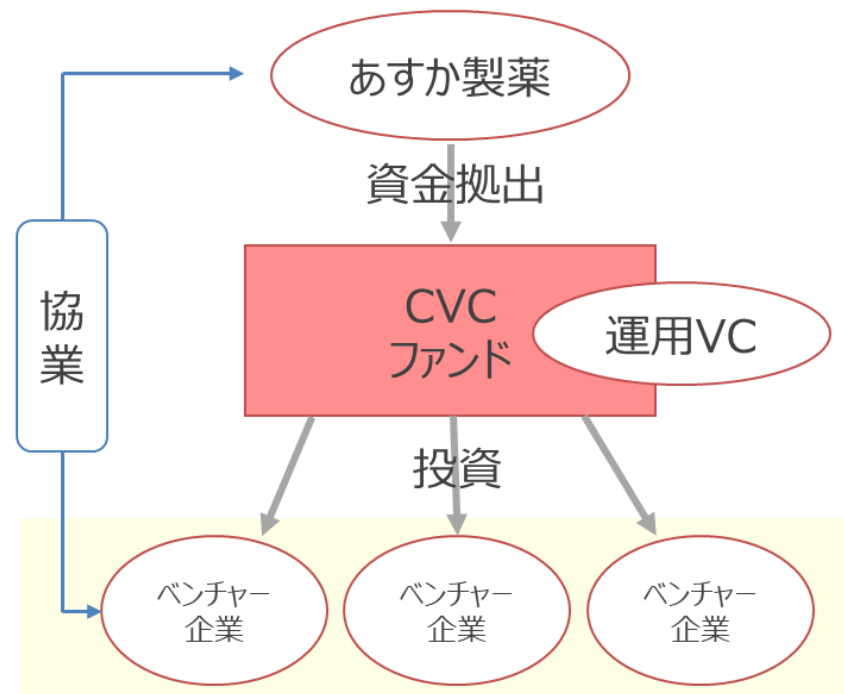 あすか製薬
資金拠出
CVC
ファンド
運用VC
協
業
投資
ベンチャー
企業
ベンチャー
企業
ベンチャー
企業